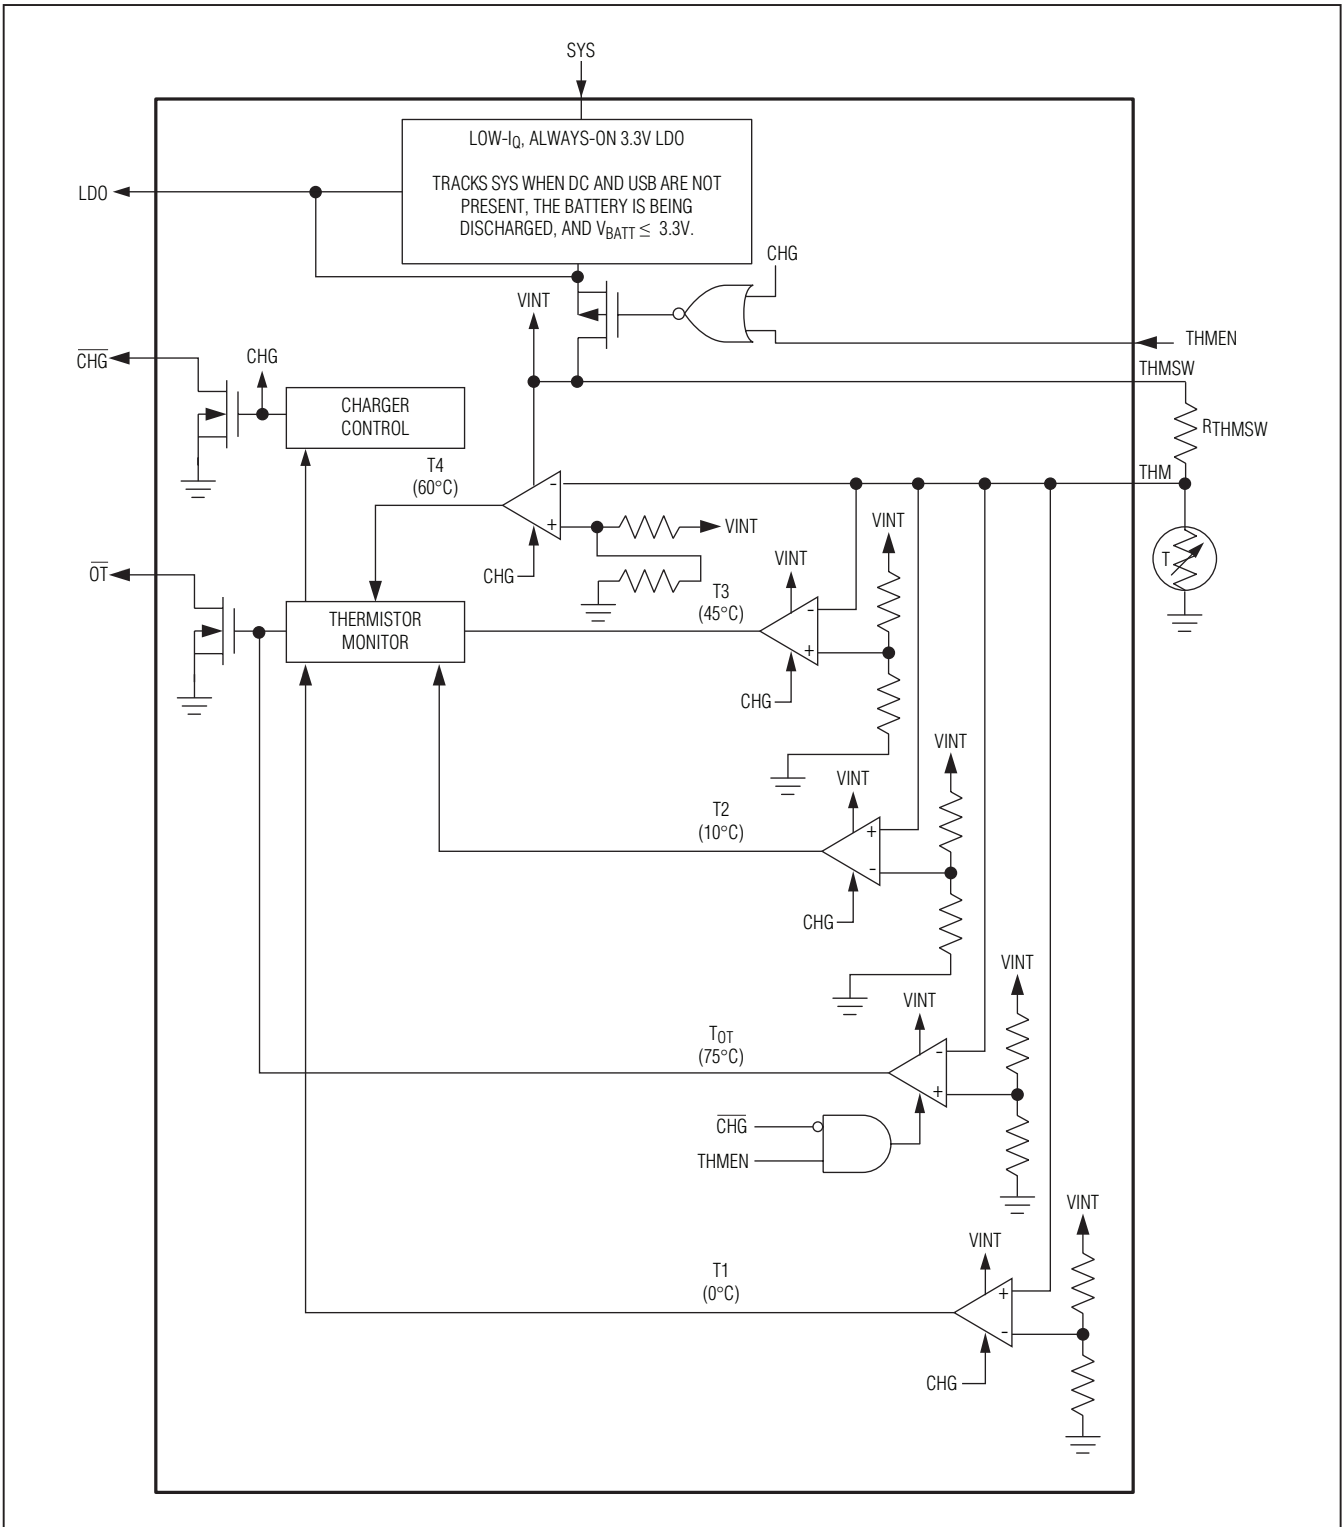 SYS
LOW-IQ, ALWAYS-ON 3.3V LDO
TRACKS SYS WHEN DC AND USB ARE NOT
PRESENT, THE BATTERY IS BEING
DISCHARGED, AND VBATT ≤ 3.3V.
LDO
CHG
VINT
THMEN
THMSW
CHG
CHG
CHARGER
CONTROL
RTHMSW
T4
(60°C)
-
+
THM
VINT
VINT
CHG
VINT
T
OT
THERMISTOR
MONITOR
T3
(45°C)
-
+
CHG
VINT
VINT
T2
(10°C)
+
-
CHG
VINT
VINT
TOT
(75°C)
-
+
CHG
THMEN
VINT
VINT
T1
(0°C)
+
-
CHG